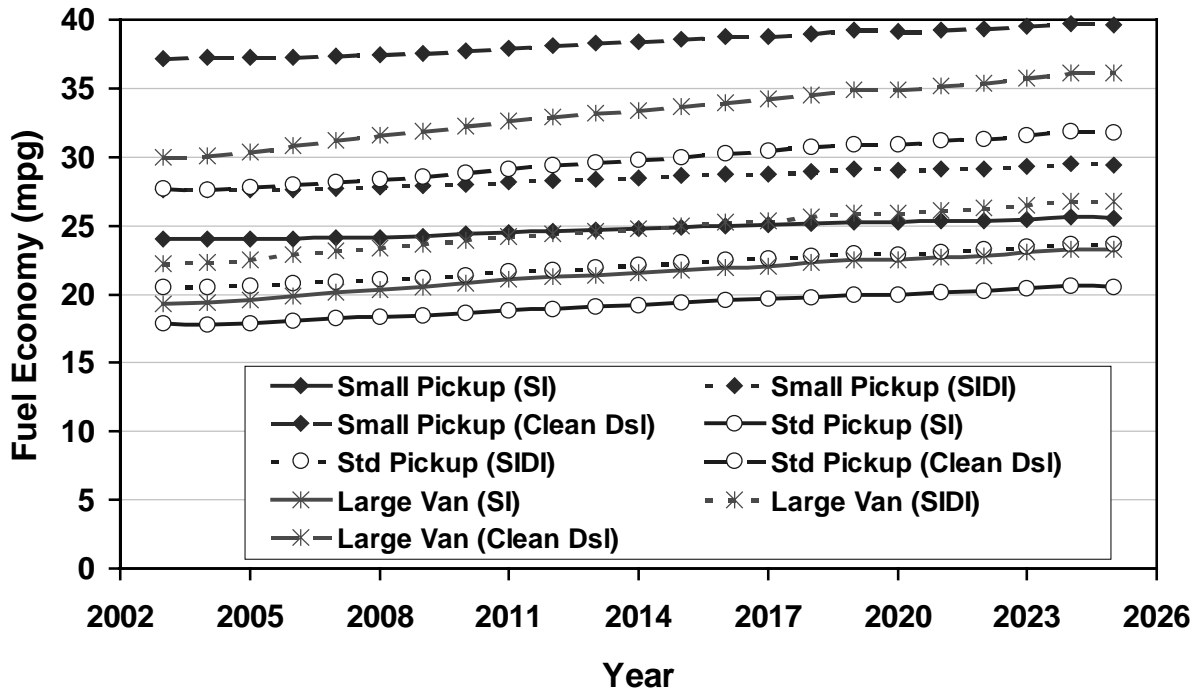 40
35
30
25
20
15
10
5
0
Fuel Economy (mpg)
Small Pickup (SI) Small Pickup (SIDI)
Small Pickup (Clean Dsl) Std Pickup (SI)
Std Pickup (SIDI) Std Pickup (Clean Dsl)
Large Van (SI) Large Van (SIDI)
Large Van (Clean Dsl)
2002 2005 2008 2011 2014 2017 2020 2023 2026
Year